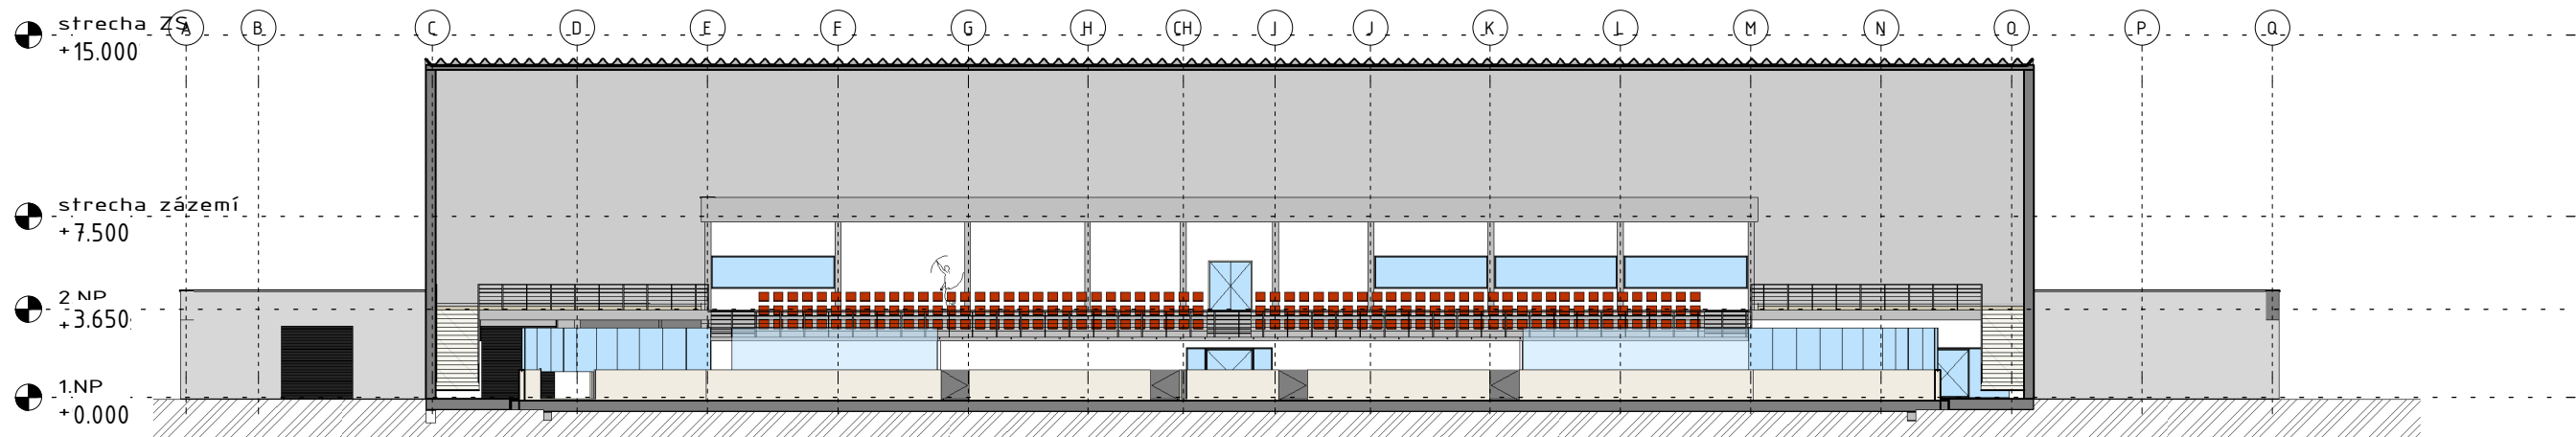 strecha ZS
+15.000
A B C D E F G H CH J J K L M N O P Q
strecha zázemí
+7.500
2 NP
+3.650
1.NP
+0.000